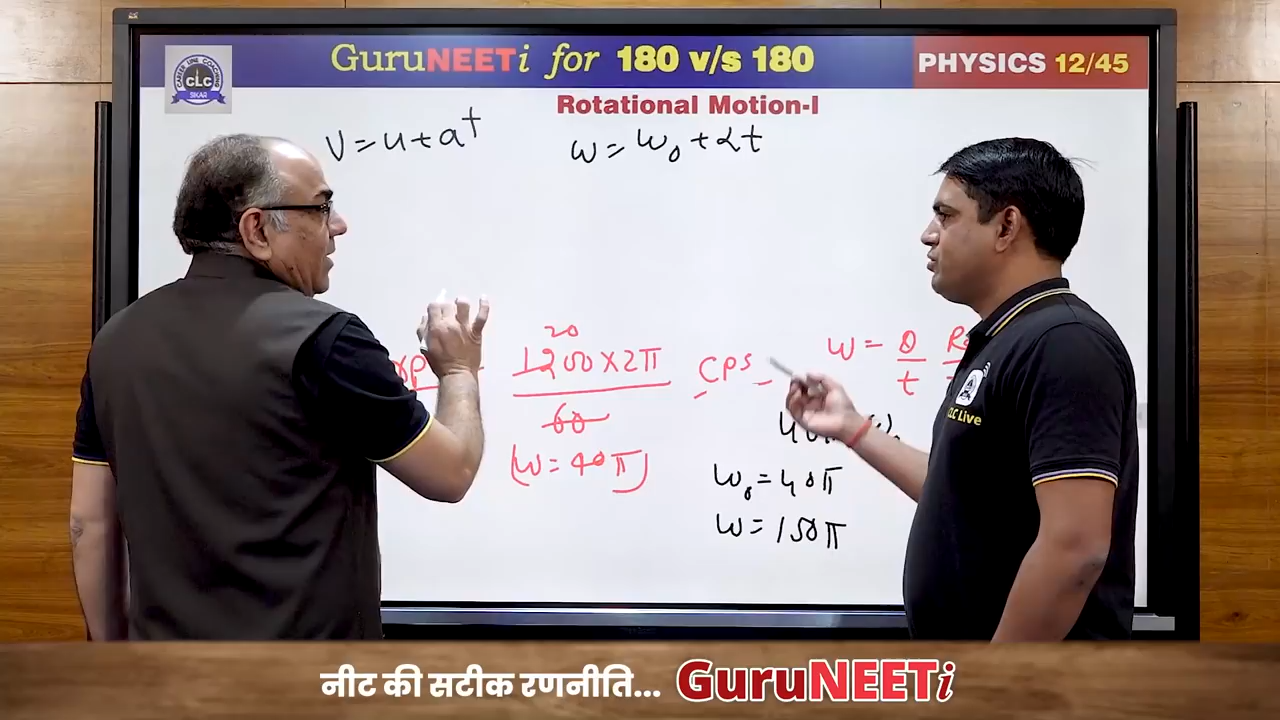 GuruNEETi for 180 v/s 180
PHYSICS 12/45
CLC
SIKAR
Rotational Motion-I
V = u + at
ω = ω₀ + αt
20
1200 × 2π
60
(ω = 40π)
CPS
ω = θ
t
ω₀ = 40π
ω = 150π
CLC Live
नीट की सटीक रणनीति... GuruNEETi